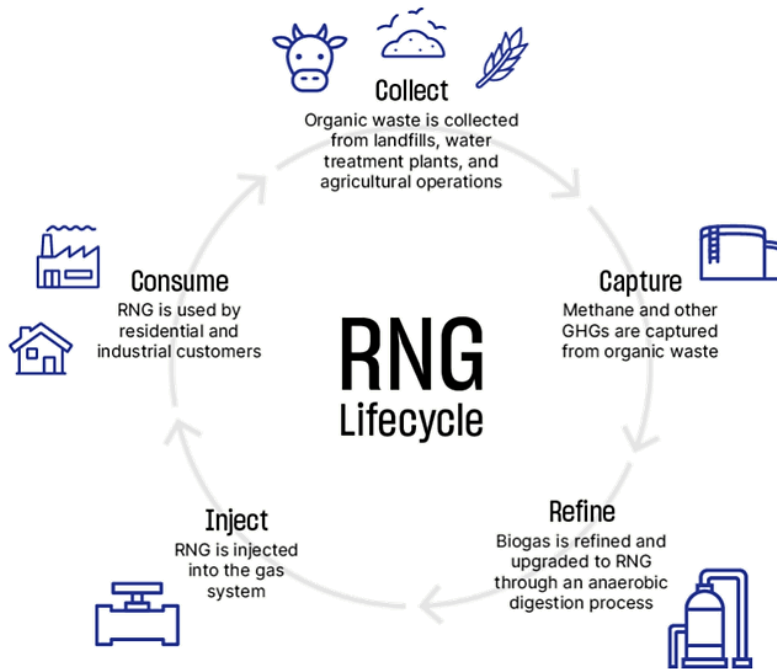 Collect
Organic waste is collected
from landfills, water
treatment plants, and
agricultural operations
Capture
Methane and other
GHGs are captured
from organic waste
Refine
Biogas is refined and
upgraded to RNG
through an anaerobic
digestion process
Inject
RNG is injected
into the gas
system
Consume
RNG is used by
residential and
industrial customers
RNG
Lifecycle